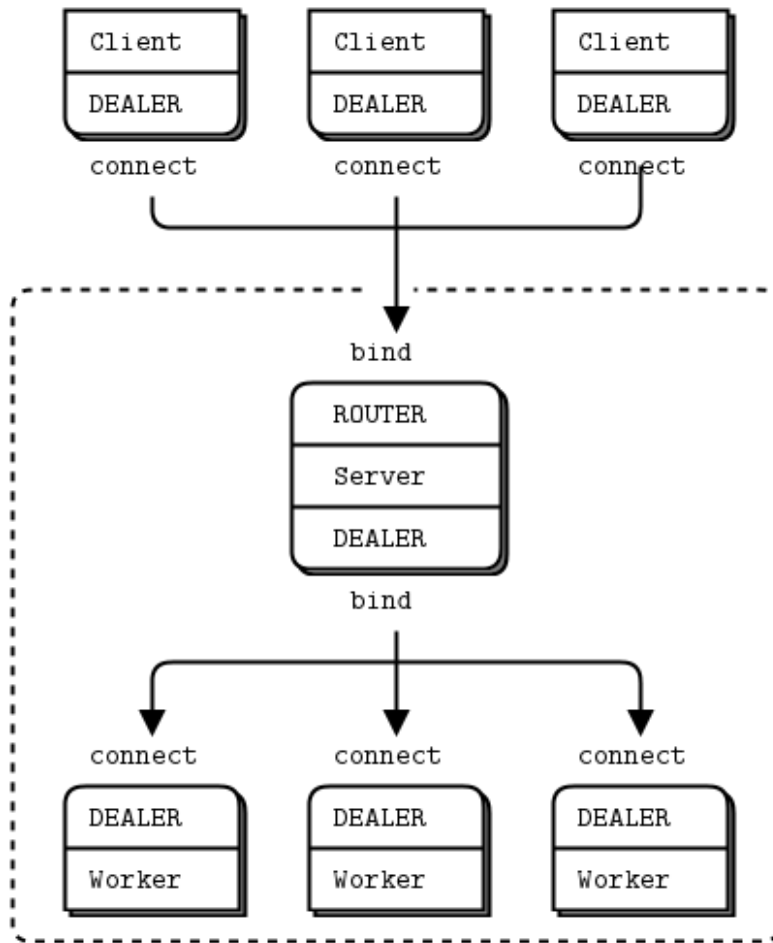 Client Client Client
DEALER DEALER DEALER
connect connect connect
bind
ROUTER
Server
DEALER
bind
connect connect connect
DEALER DEALER DEALER
Worker Worker Worker